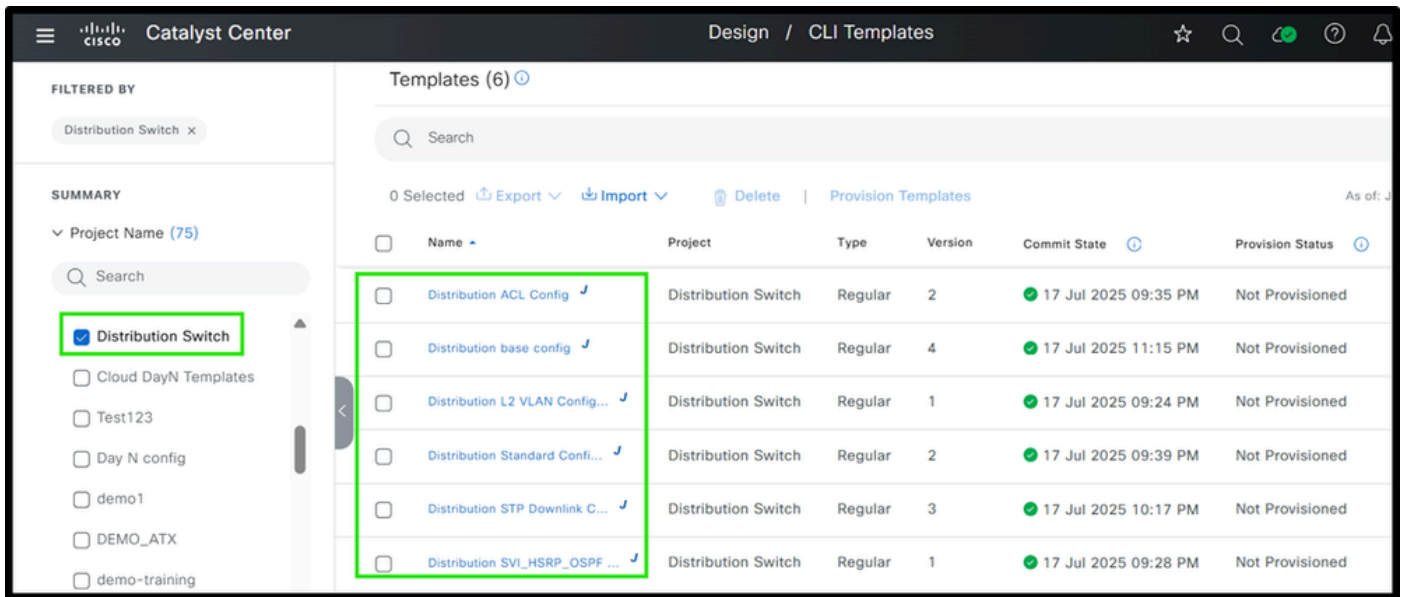 cisco Catalyst Center Design / CLI Templates
FILTERED BY
Distribution Switch ×
SUMMARY
Project Name (75)
Search
Distribution Switch
Cloud DayN Templates
Test123
Day N config
demo1
DEMO_ATX
demo-training
Templates (6)
Search
0 Selected Export Import Delete | Provision Templates As of: J
Name Project Type Version Commit State Provision Status
Distribution ACL Config J Distribution Switch Regular 2 17 Jul 2025 09:35 PM Not Provisioned
Distribution base config J Distribution Switch Regular 4 17 Jul 2025 11:15 PM Not Provisioned
Distribution L2 VLAN Config... J Distribution Switch Regular 1 17 Jul 2025 09:24 PM Not Provisioned
Distribution Standard Confi... J Distribution Switch Regular 2 17 Jul 2025 09:39 PM Not Provisioned
Distribution STP Downlink C... J Distribution Switch Regular 3 17 Jul 2025 10:17 PM Not Provisioned
Distribution SVI_HSRP_OSPF ... J Distribution Switch Regular 1 17 Jul 2025 09:28 PM Not Provisioned